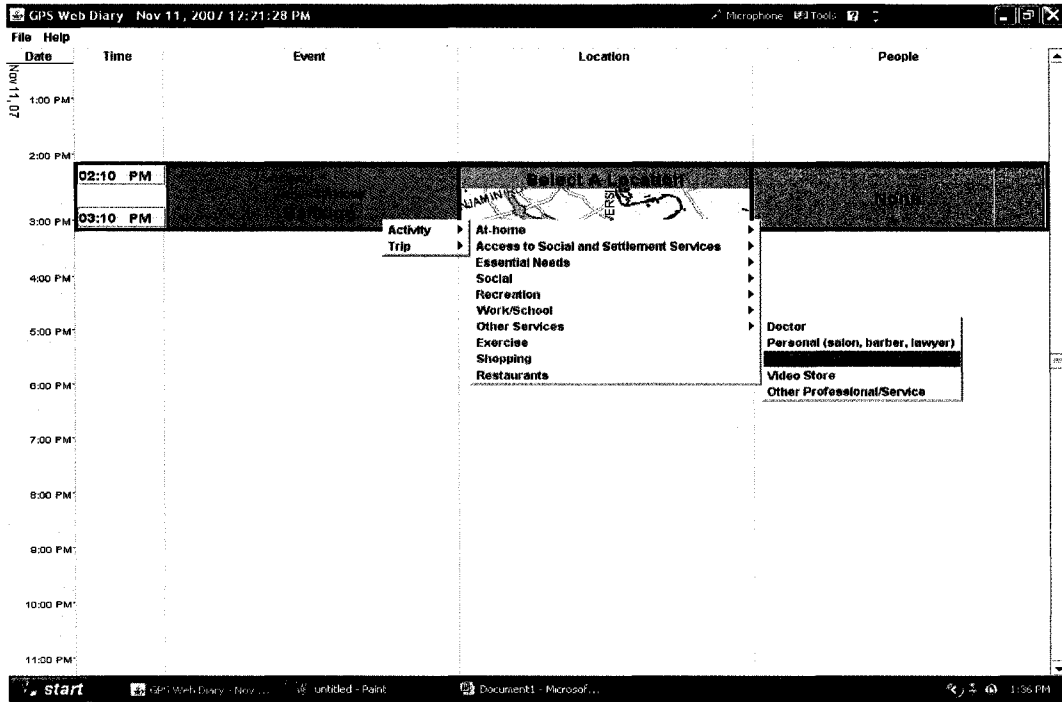 GPS Web Diary Nov 11, 2007 12:21:28 PM
Microphone Tools
File Help
Date Time Event Location People
Nov 11, 07
1:00 PM
2:00 PM
02:10 PM
Select A Location
None
3:00 PM
03:10 PM
Activity
Trip
At-home
Access to Social and Settlement Services
Essential Needs
Social
Recreation
Work/School
Other Services
Exercise
Shopping
Restaurants
Doctor
Personal (salon, barber, lawyer)
Video Store
Other Professional/Service
4:00 PM
5:00 PM
6:00 PM
7:00 PM
8:00 PM
9:00 PM
10:00 PM
11:00 PM
start
GPS Web Diary - Nov ...
untitled - Paint
Document1 - Microsof...
1:36 PM